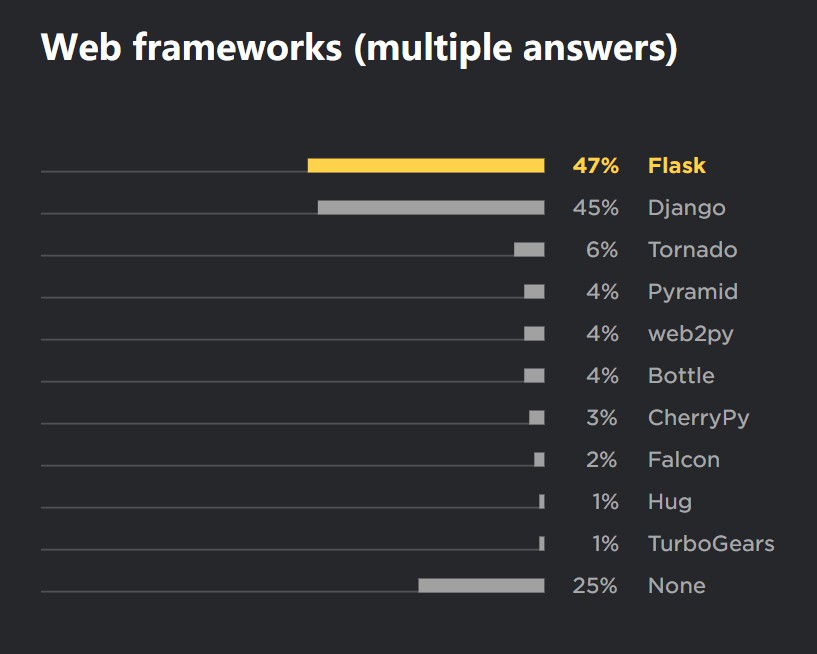 Web frameworks (multiple answers)
47% Flask
45% Django
6% Tornado
4% Pyramid
4% web2py
4% Bottle
3% CherryPy
2% Falcon
1% Hug
1% TurboGears
25% None